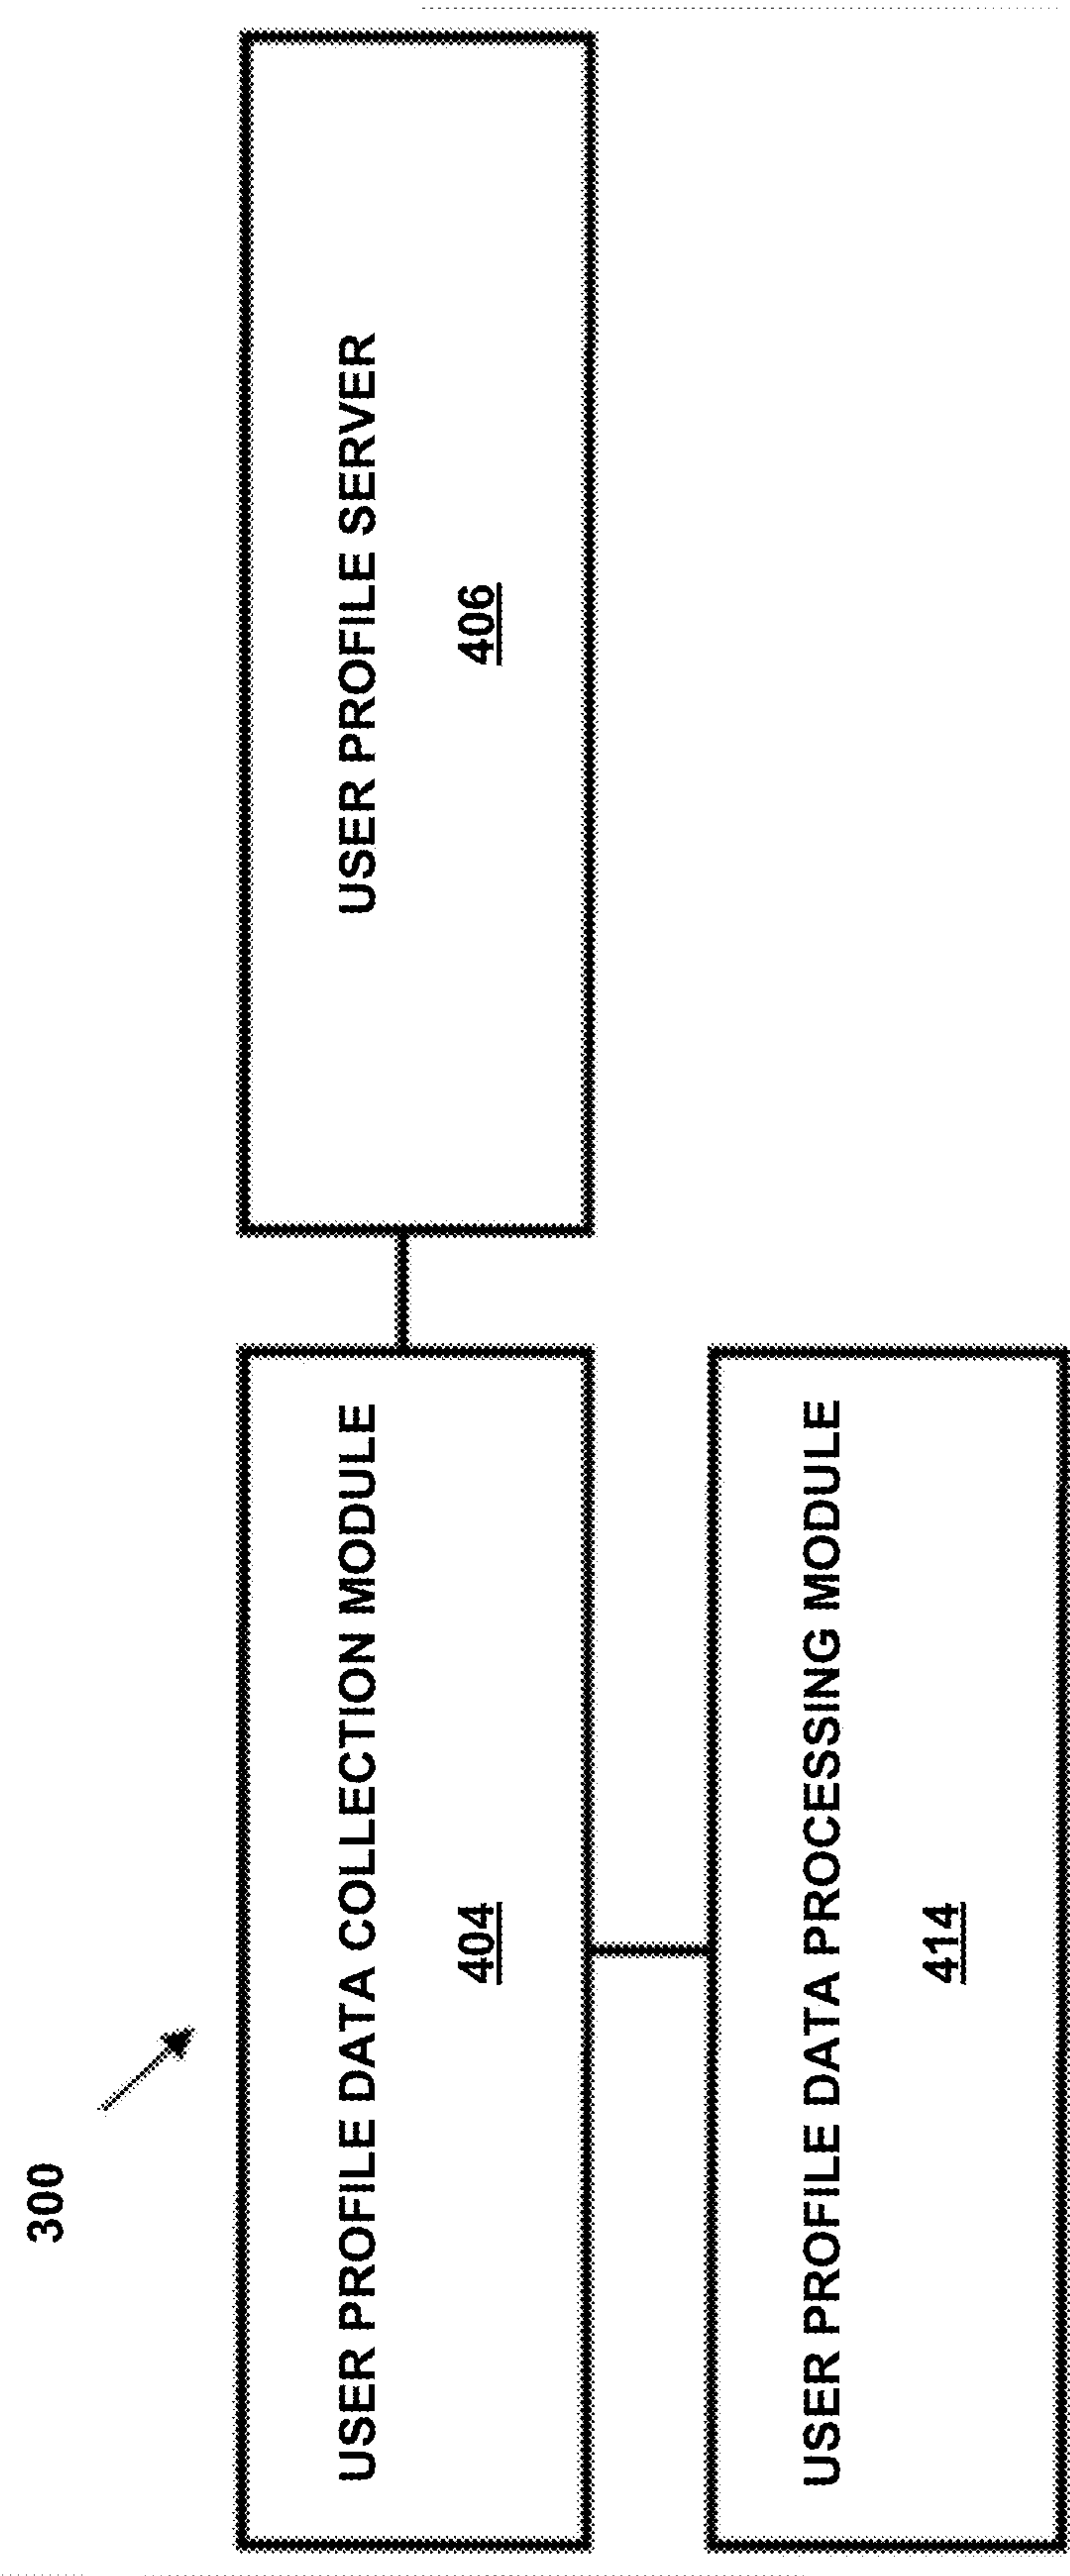 300
USER PROFILE DATA COLLECTION MODULE
404
USER PROFILE SERVER
406
USER PROFILE DATA PROCESSING MODULE
414